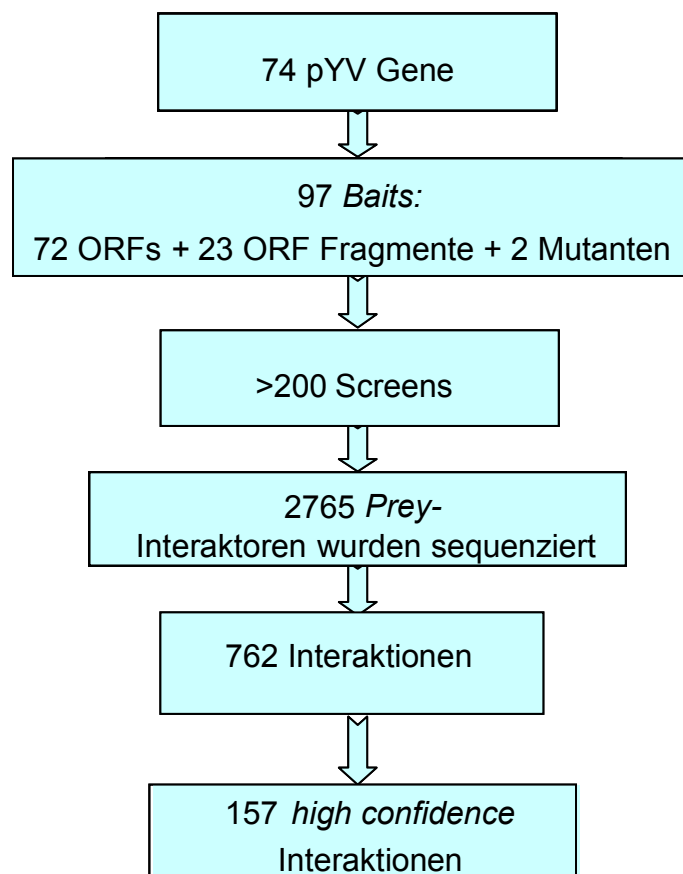 74 pYV Gene
97 Baits:
72 ORFs + 23 ORF Fragmente + 2 Mutanten
>200 Screens
2765 Prey-
Interaktoren wurden sequenziert
762 Interaktionen
157 high confidence
Interaktionen